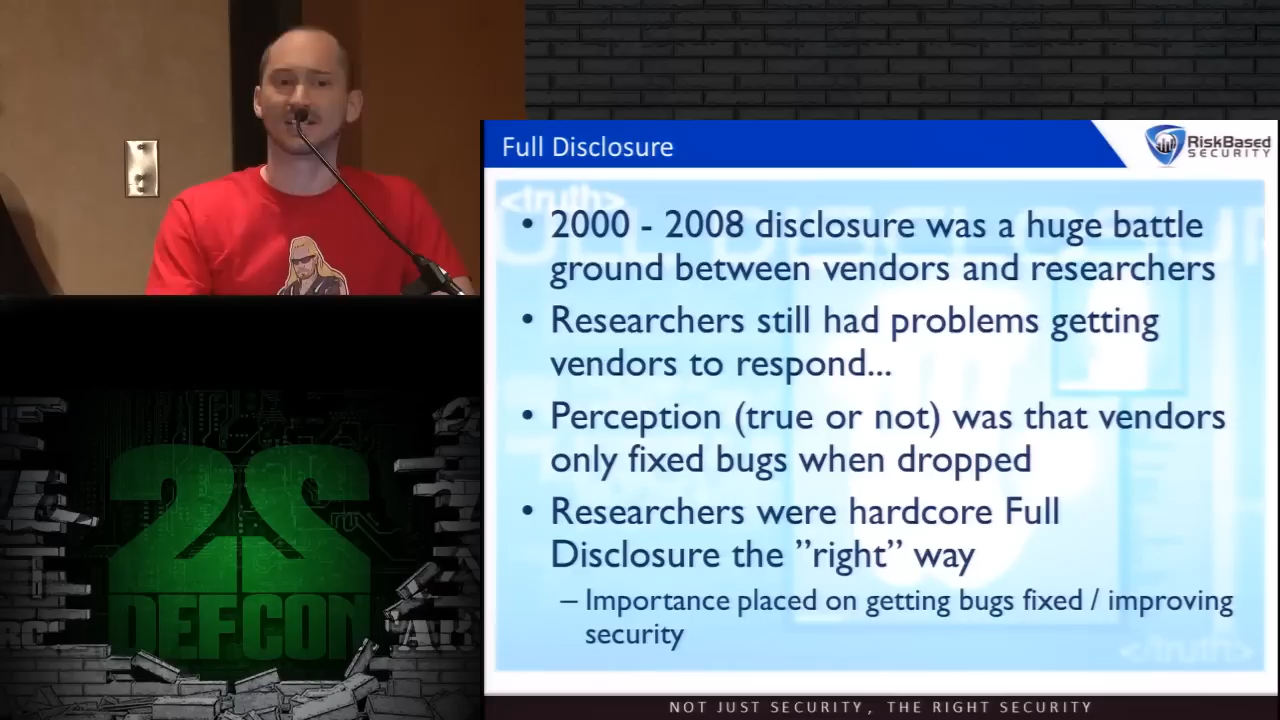 Full Disclosure
RiskBased
SECURITY
<truth>
• 2000 - 2008 disclosure was a huge battle
ground between vendors and researchers
• Researchers still had problems getting
vendors to respond...
• Perception (true or not) was that vendors
only fixed bugs when dropped
• Researchers were hardcore Full
Disclosure the ”right” way
– Importance placed on getting bugs fixed / improving
security
<truth>
22
DEFCON
NOT JUST SECURITY, THE RIGHT SECURITY